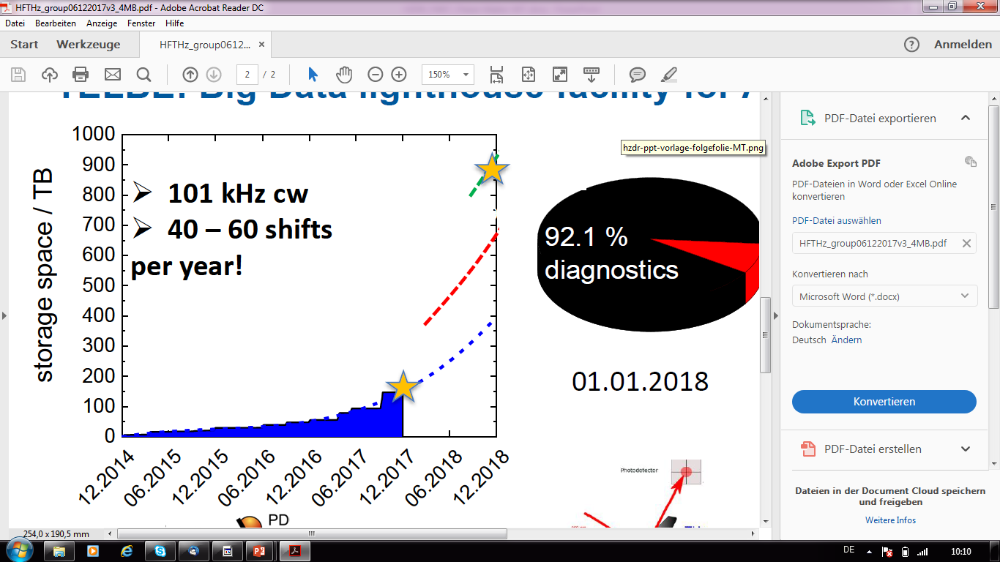 HFTHz_group06122017v3_4MB.pdf - Adobe Acrobat Reader DC
Datei Bearbeiten Anzeige Fenster Hilfe
Start Werkzeuge HFTHz_group0612... × ? Anmelden
2 / 2 150%
TELBE: Big Data lighthouse facility for
hzdr-ppt-vorlage-folgefolie-MT.png
storage space / TB
1000
900
800
700
600
500
400
300
200
100
0
➢ 101 kHz cw
➢ 40 – 60 shifts
per year!
12.2014 06.2015 12.2015 06.2016 12.2016 06.2017 12.2017 06.2018 12.2018
92.1 %
diagnostics
01.01.2018
Photodetector
PD
PDF-Datei exportieren
Adobe Export PDF
PDF-Dateien in Word oder Excel Online
konvertieren
PDF-Datei auswählen
HFTHz_group06122017v3_4MB.pdf
Konvertieren nach
Microsoft Word (*.docx)
Dokumentsprache:
Deutsch Ändern
Konvertieren
PDF-Datei erstellen
Dateien in der Document Cloud speichern
und freigeben
Weitere Infos
254,0 x 190,5 mm
DE 10:10